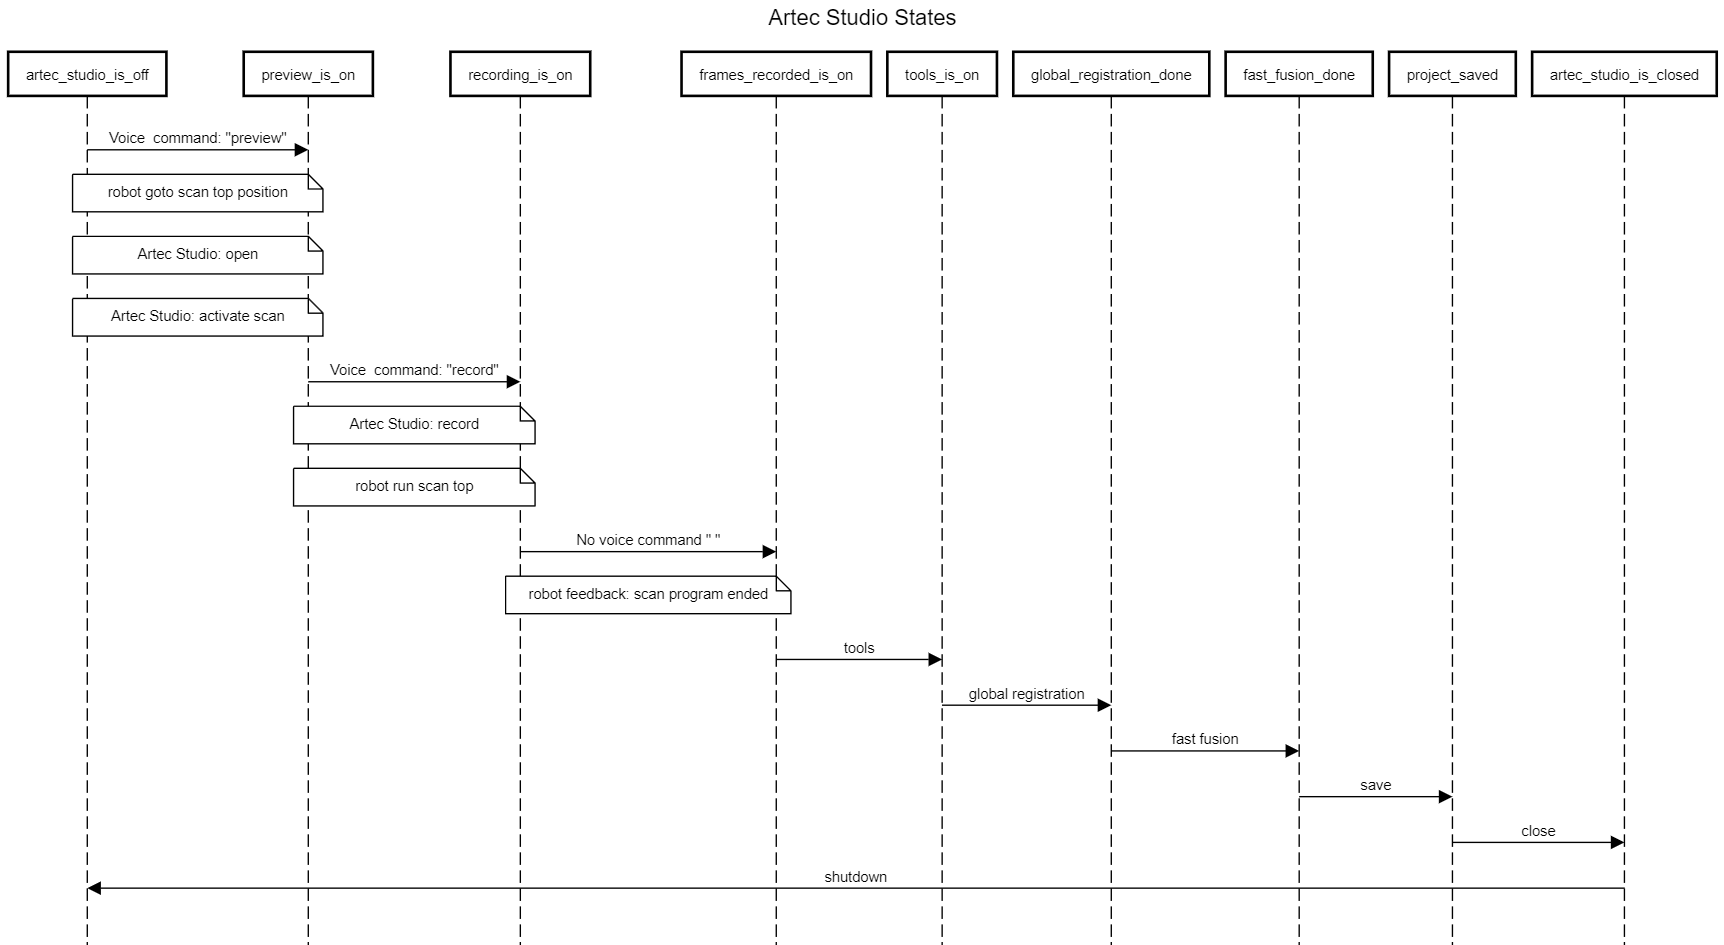 Artec Studio States
artec_studio_is_off
preview_is_on
recording_is_on
frames_recorded_is_on
tools_is_on
global_registration_done
fast_fusion_done
project_saved
artec_studio_is_closed
Voice  command: "preview"
robot goto scan top position
Artec Studio: open
Artec Studio: activate scan
Voice  command: "record"
Artec Studio: record
robot run scan top
No voice command " "
robot feedback: scan program ended
tools
global registration
fast fusion
save
close
shutdown